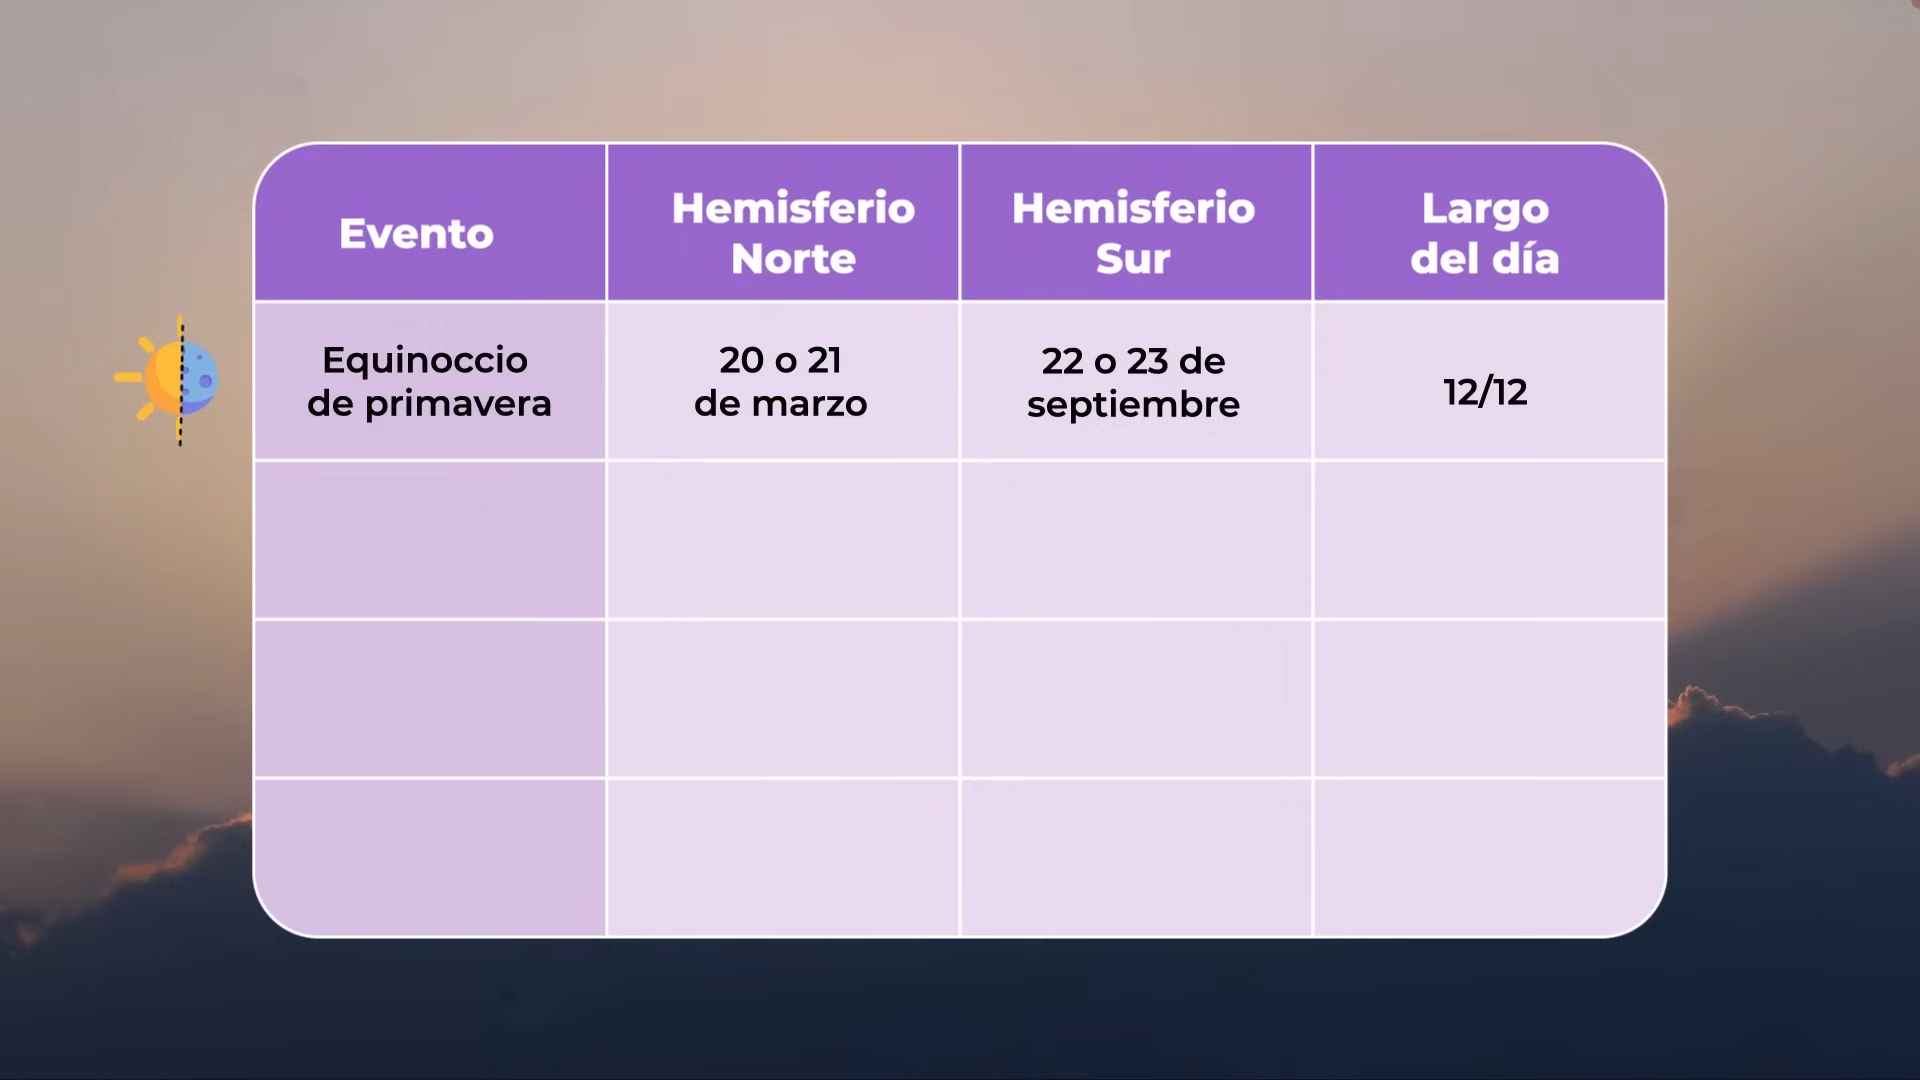 Evento
Hemisferio
Norte
Hemisferio
Sur
Largo
del día
Equinoccio
de primavera
20 o 21
de marzo
22 o 23 de
septiembre
12/12